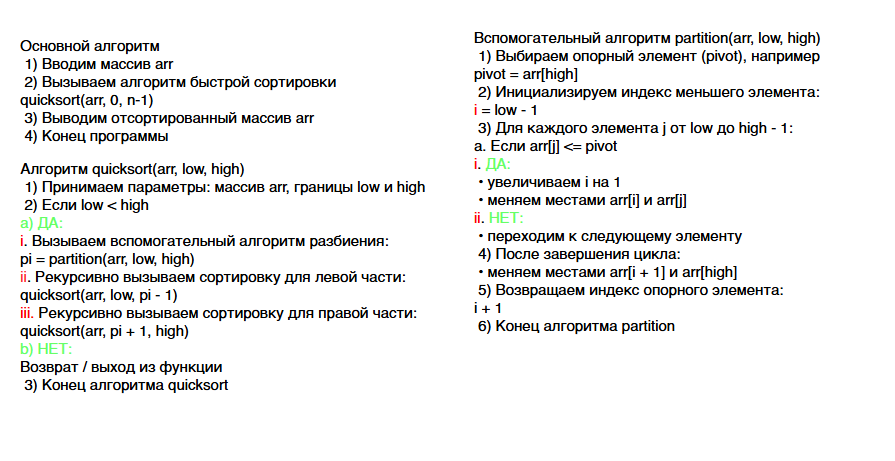 Основной алгоритм
1) Вводим массив arr
2) Вызываем алгоритм быстрой сортировки
quicksort(arr, 0, n-1)
3) Выводим отсортированный массив arr
4) Конец программы
Алгоритм quicksort(arr, low, high)
1) Принимаем параметры: массив arr, границы low и high
2) Если low < high
a) ДА:
i. Вызываем вспомогательный алгоритм разбиения:
pi = partition(arr, low, high)
ii. Рекурсивно вызываем сортировку для левой части:
quicksort(arr, low, pi - 1)
iii. Рекурсивно вызываем сортировку для правой части:
quicksort(arr, pi + 1, high)
b) НЕТ:
Возврат / выход из функции
3) Конец алгоритма quicksort
Вспомогательный алгоритм partition(arr, low, high)
1) Выбираем опорный элемент (pivot), например
pivot = arr[high]
2) Инициализируем индекс меньшего элемента:
i = low - 1
3) Для каждого элемента j от low до high - 1:
a. Если arr[j] <= pivot
i. ДА:
• увеличиваем i на 1
• меняем местами arr[i] и arr[j]
ii. НЕТ:
• переходим к следующему элементу
4) После завершения цикла:
• меняем местами arr[i + 1] и arr[high]
5) Возвращаем индекс опорного элемента:
i + 1
6) Конец алгоритма partition